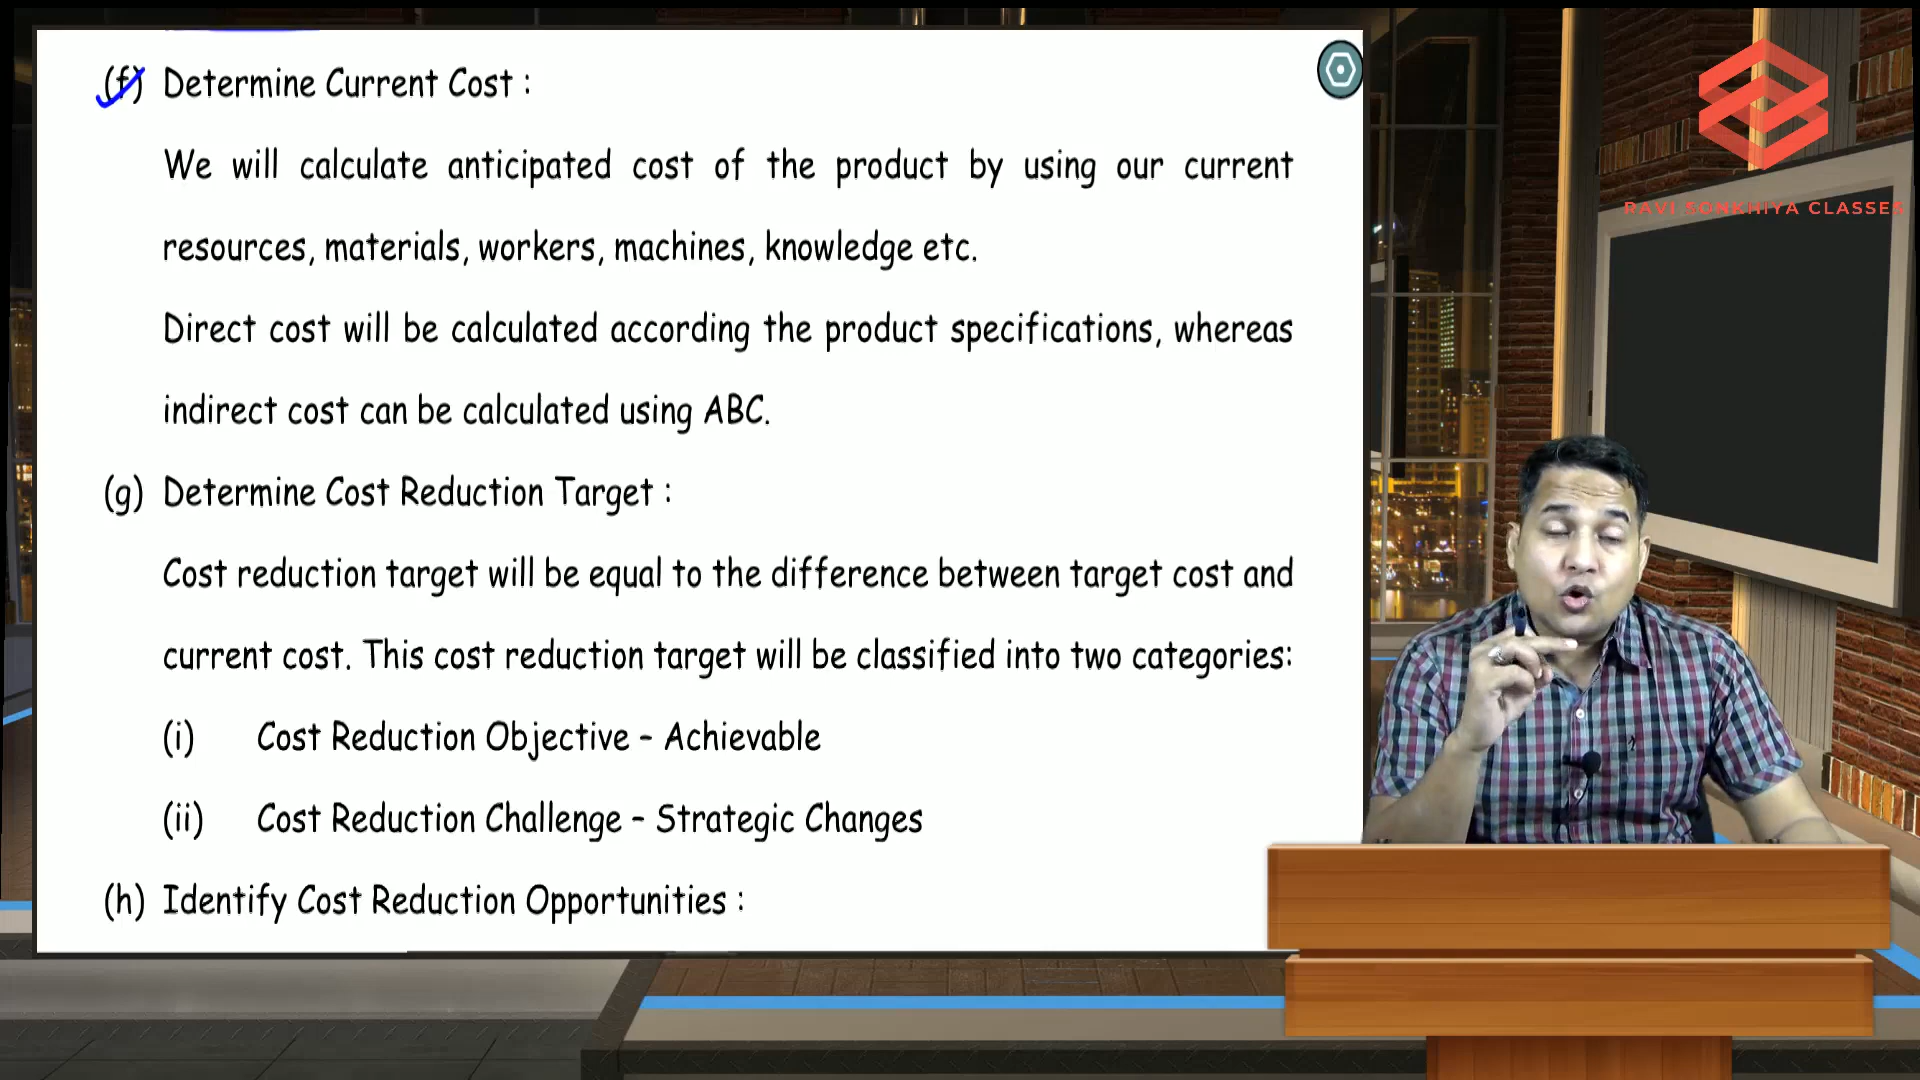 (f) Determine Current Cost :
We will calculate anticipated cost of the product by using our current
resources, materials, workers, machines, knowledge etc.
Direct cost will be calculated according the product specifications, whereas
indirect cost can be calculated using ABC.
(g) Determine Cost Reduction Target :
Cost reduction target will be equal to the difference between target cost and
current cost. This cost reduction target will be classified into two categories:
(i) Cost Reduction Objective – Achievable
(ii) Cost Reduction Challenge – Strategic Changes
(h) Identify Cost Reduction Opportunities :
RAVI SONKHIYA CLASSES